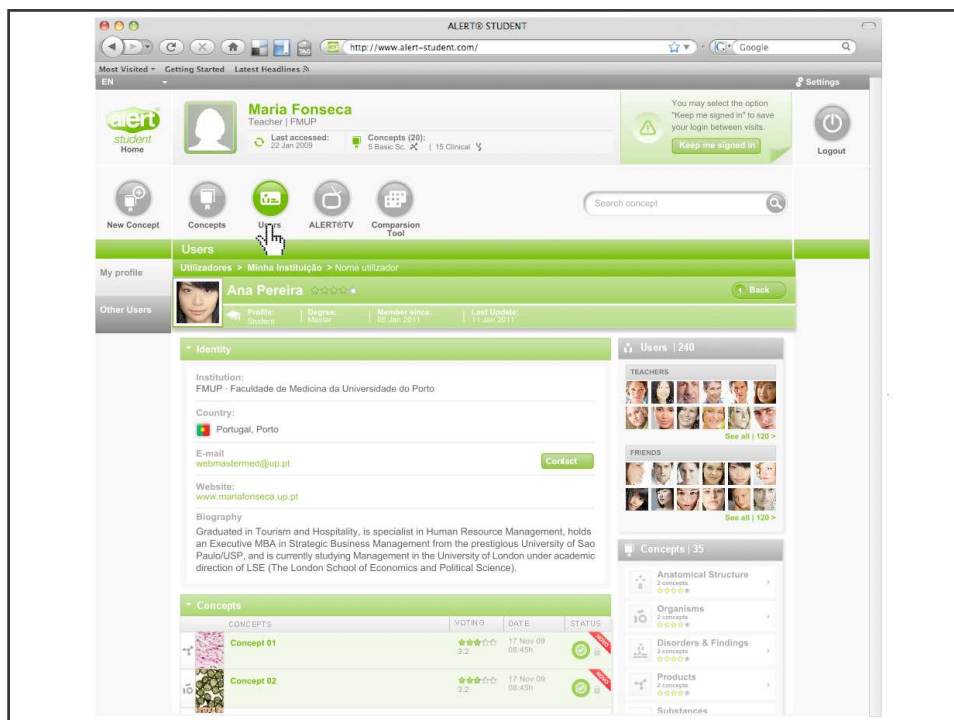 ALERT® STUDENT
http://www.alert-student.com/
Google
Most Visited
Getting Started
Latest Headlines
EN
Settings
alert
student
Home
Maria Fonseca
Teacher | FMUP
Last accessed:
22 Jan 2009
Concepts (20):
5 Basic Sc. | 15 Clinical
You may select the option
"Keep me signed in" to save
your login between visits.
Keep me signed in
Logout
New Concept
Concepts
Users
ALERT®TV
Comparsion
Tool
Search concept
Users
My profile
Other Users
Utilizadores > Minha Instituição > Nome utilizador
Ana Pereira
Back
Profile:
Student
Degree:
Master
Member since:
05 Jan 2011
Last Update:
11 Jan 2011
Identity
Institution:
FMUP - Faculdade de Medicina da Universidade do Porto
Country:
Portugal, Porto
E-mail
webmastermed@up.pt
Contact
Website:
www.mariafonseca.up.pt
Biography
Graduated in Tourism and Hospitality, is specialist in Human Resource Management, holds
an Executive MBA in Strategic Business Management from the prestigious University of Sao
Paulo/USP, and is currently studying Management in the University of London under academic
direction of LSE (The London School of Economics and Political Science).
Concepts
CONCEPTS
VOTING
DATE
STATUS
Concept 01
3.2
17 Nov 09
08:45h
NOVO
Concept 02
3.2
17 Nov 09
08:45h
NOVO
Users | 240
TEACHERS
See all | 120 >
FRIENDS
See all | 120 >
Concepts | 35
Anatomical Structure
2 concepts
Organisms
2 concepts
Disorders & Findings
2 concepts
Products
2 concepts
Substances